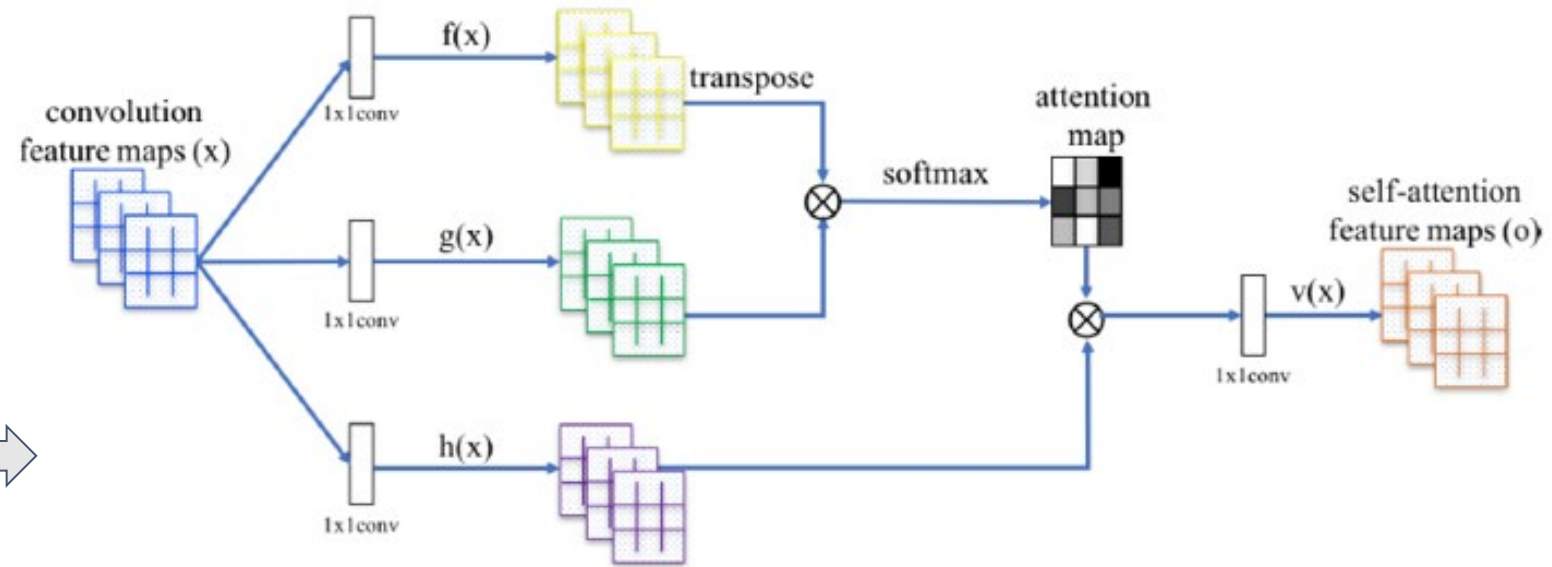 convolution
feature maps (x)
1x1conv
f(x)
transpose
1x1conv
g(x)
1x1conv
h(x)
softmax
attention
map
1x1conv
v(x)
self-attention
feature maps (o)